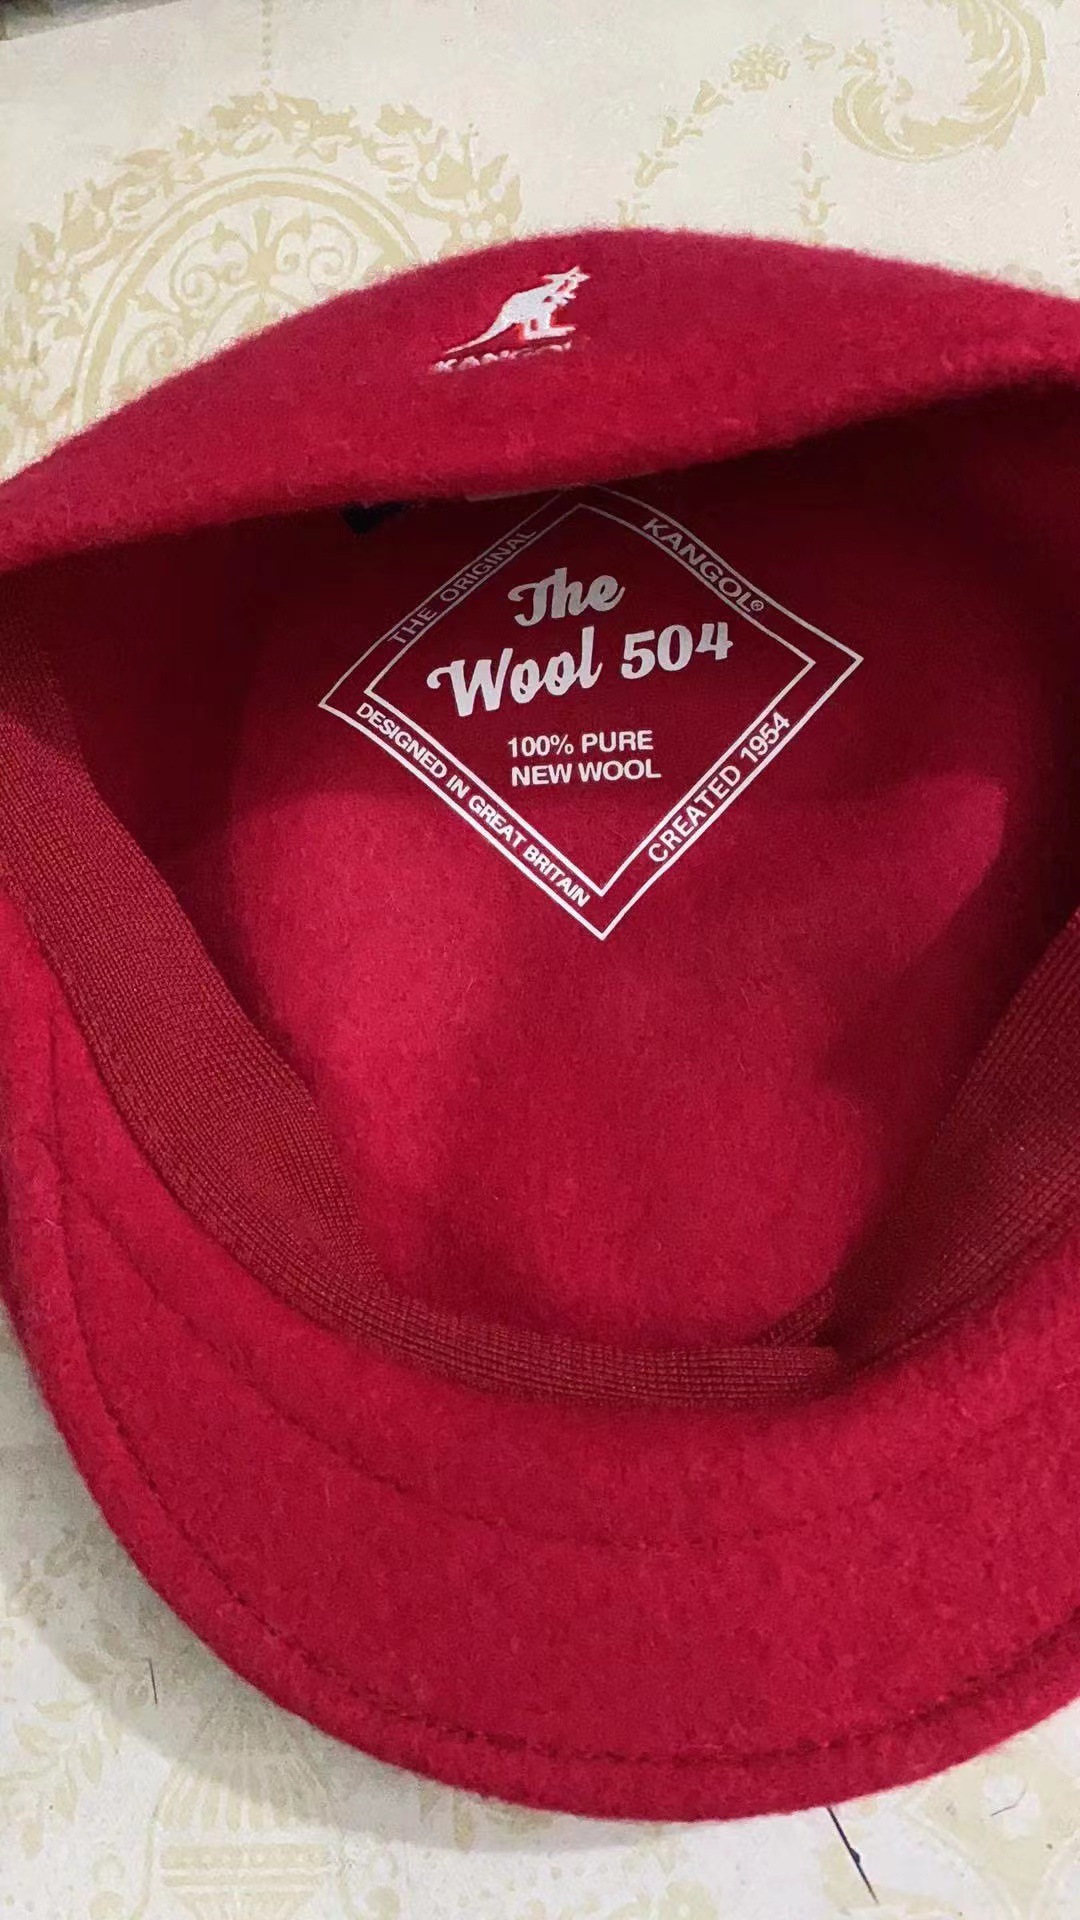 KANGOL
THE ORIGINAL
KANGOL®
The
Wool 504
100% PURE
NEW WOOL
DESIGNED IN GREAT BRITAIN
CREATED 1954